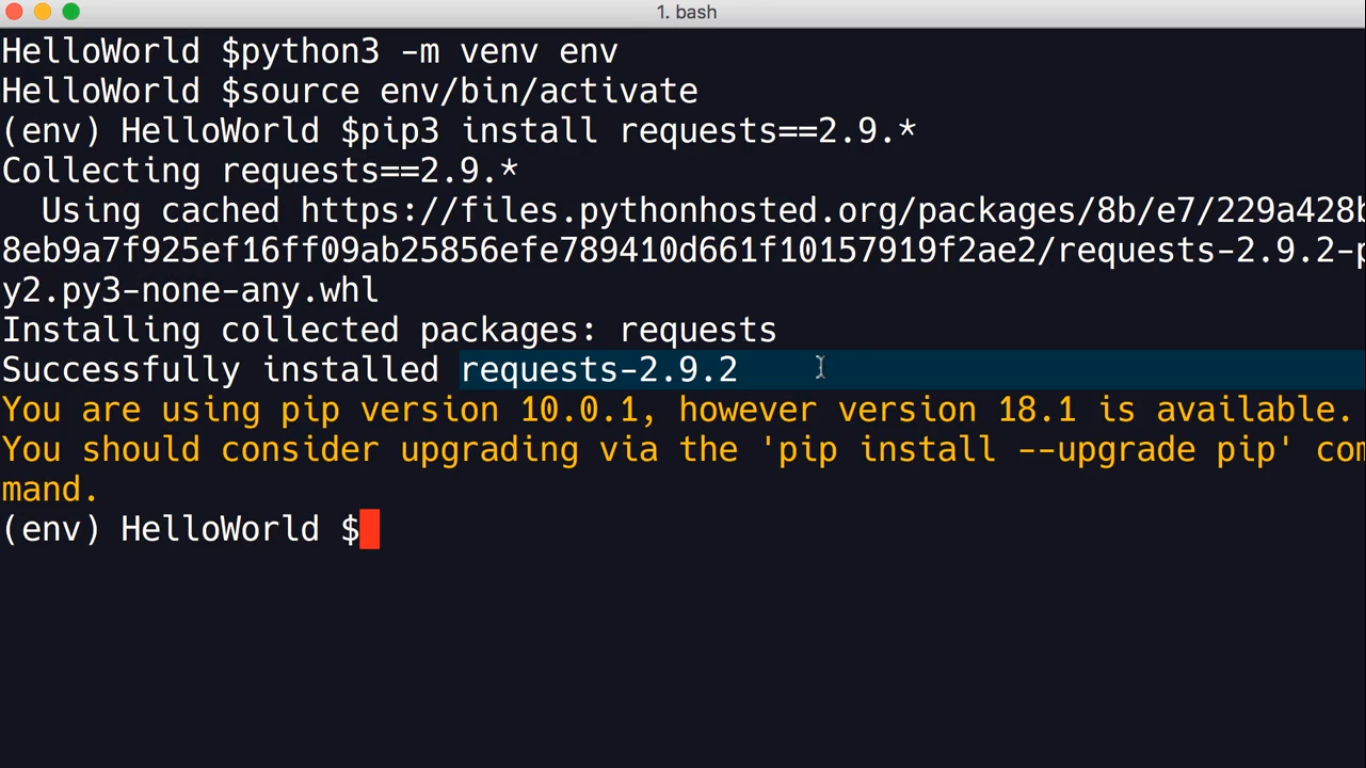 1. bash
HelloWorld $python3 -m venv env
HelloWorld $source env/bin/activate
(env) HelloWorld $pip3 install requests==2.9.*
Collecting requests==2.9.*
  Using cached https://files.pythonhosted.org/packages/8b/e7/229a428b
8eb9a7f925ef16ff09ab25856efe789410d661f10157919f2ae2/requests-2.9.2-p
y2.py3-none-any.whl
Installing collected packages: requests
Successfully installed requests-2.9.2
You are using pip version 10.0.1, however version 18.1 is available.
You should consider upgrading via the 'pip install --upgrade pip' com
mand.
(env) HelloWorld $